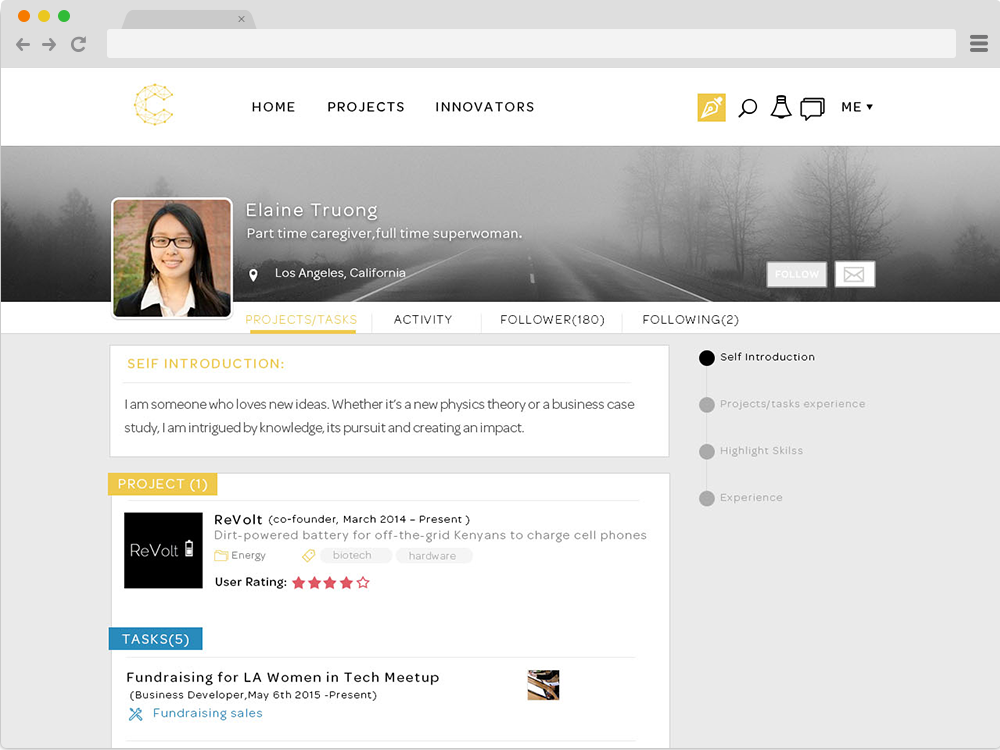 HOME PROJECTS INNOVATORS ME
Elaine Truong
Part time caregiver,full time superwoman.
Los Angeles, California
FOLLOW
PROJECTS/TASKS ACTIVITY FOLLOWER(180) FOLLOWING(2)
SEIF INTRODUCTION:
I am someone who loves new ideas. Whether it's a new physics theory or a business case
study, I am intrigued by knowledge, its pursuit and creating an impact.
Self Introduction
Projects/tasks experience
Highlight Skilss
Experience
PROJECT (1)
ReVolt
ReVolt (co-founder, March 2014 – Present )
Dirt-powered battery for off-the-grid Kenyans to charge cell phones
Energy biotech hardware
User Rating:
TASKS(5)
Fundraising for LA Women in Tech Meetup
(Business Developer,May 6th 2015 -Present)
Fundraising sales